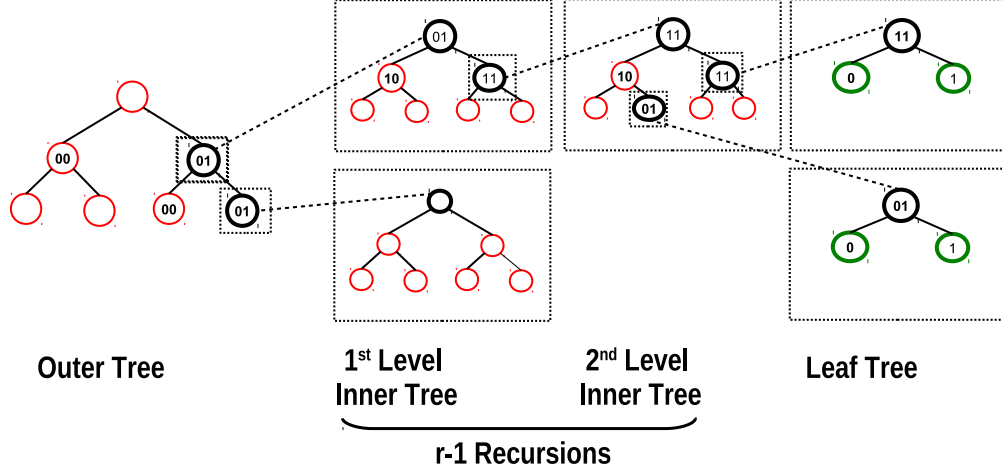 01 11 11
10 11 10 11 0 1
00 01 01
00 01
01
0 1
Outer Tree 1st Level 2nd Level Leaf Tree
Inner Tree Inner Tree
r-1 Recursions